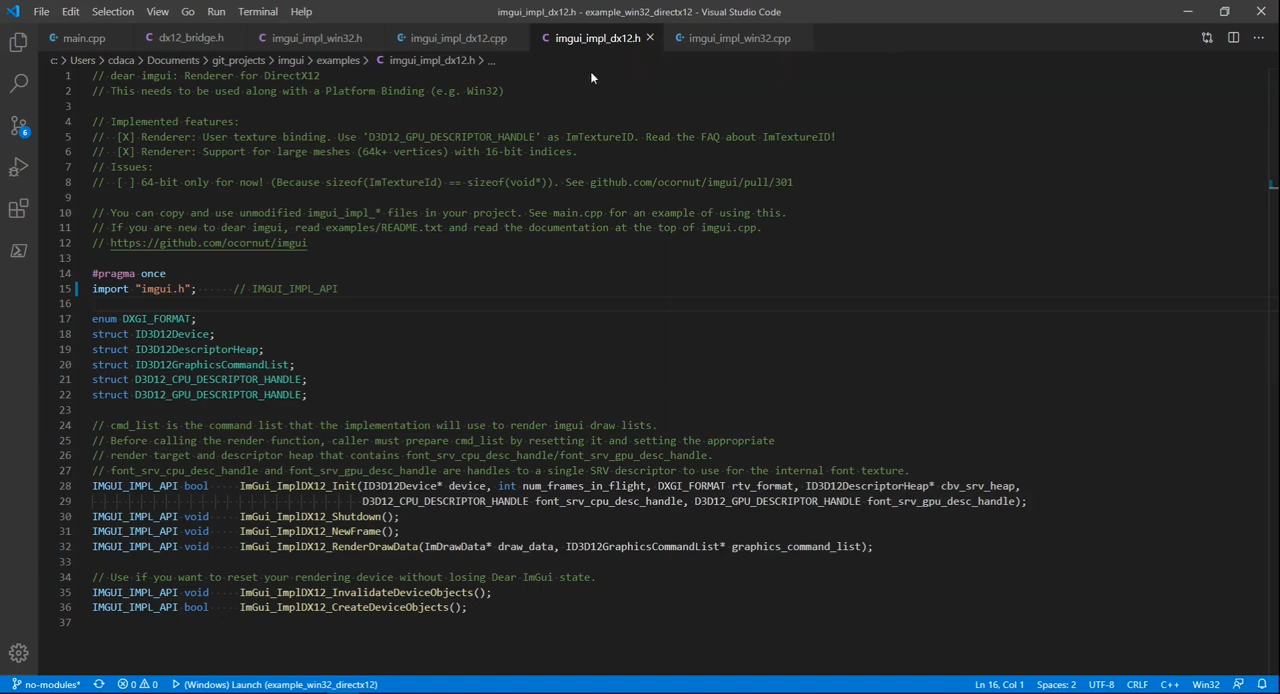 File Edit Selection View Go Run Terminal Help imgui_impl_dx12.h - example_win32_directx12 - Visual Studio Code
main.cpp dx12_bridge.h imgui_impl_win32.h imgui_impl_dx12.cpp imgui_impl_dx12.h imgui_impl_win32.cpp
c: > Users > cdaca > Documents > git_projects > imgui > examples > C imgui_impl_dx12.h > ...
1 // dear imgui: Renderer for DirectX12
2 // This needs to be used along with a Platform Binding (e.g. Win32)
3
4 // Implemented features:
5 // [X] Renderer: User texture binding. Use 'D3D12_GPU_DESCRIPTOR_HANDLE' as ImTextureID. Read the FAQ about ImTextureID!
6 // [X] Renderer: Support for large meshes (64k+ vertices) with 16-bit indices.
7 // Issues:
8 // [ ] 64-bit only for now! (Because sizeof(ImTextureId) == sizeof(void*)). See github.com/ocornut/imgui/pull/301
9
10 // You can copy and use unmodified imgui_impl_* files in your project. See main.cpp for an example of using this.
11 // If you are new to dear imgui, read examples/README.txt and read the documentation at the top of imgui.cpp.
12 // https://github.com/ocornut/imgui
13
14 #pragma once
15 import "imgui.h"; // IMGUI_IMPL_API
16
17 enum DXGI_FORMAT;
18 struct ID3D12Device;
19 struct ID3D12DescriptorHeap;
20 struct ID3D12GraphicsCommandList;
21 struct D3D12_CPU_DESCRIPTOR_HANDLE;
22 struct D3D12_GPU_DESCRIPTOR_HANDLE;
23
24 // cmd_list is the command list that the implementation will use to render imgui draw lists.
25 // Before calling the render function, caller must prepare cmd_list by resetting it and setting the appropriate
26 // render target and descriptor heap that contains font_srv_cpu_desc_handle/font_srv_gpu_desc_handle.
27 // font_srv_cpu_desc_handle and font_srv_gpu_desc_handle are handles to a single SRV descriptor to use for the internal font texture.
28 IMGUI_IMPL_API bool ImGui_ImplDX12_Init(ID3D12Device* device, int num_frames_in_flight, DXGI_FORMAT rtv_format, ID3D12DescriptorHeap* cbv_srv_heap,
29 D3D12_CPU_DESCRIPTOR_HANDLE font_srv_cpu_desc_handle, D3D12_GPU_DESCRIPTOR_HANDLE font_srv_gpu_desc_handle);
30 IMGUI_IMPL_API void ImGui_ImplDX12_Shutdown();
31 IMGUI_IMPL_API void ImGui_ImplDX12_NewFrame();
32 IMGUI_IMPL_API void ImGui_ImplDX12_RenderDrawData(ImDrawData* draw_data, ID3D12GraphicsCommandList* graphics_command_list);
33
34 // Use if you want to reset your rendering device without losing Dear ImGui state.
35 IMGUI_IMPL_API void ImGui_ImplDX12_InvalidateDeviceObjects();
36 IMGUI_IMPL_API bool ImGui_ImplDX12_CreateDeviceObjects();
37
6
no-modules* 0 0 (Windows) Launch (example_win32_directx12) Ln 16, Col 1 Spaces: 2 UTF-8 CRLF C++ Win32